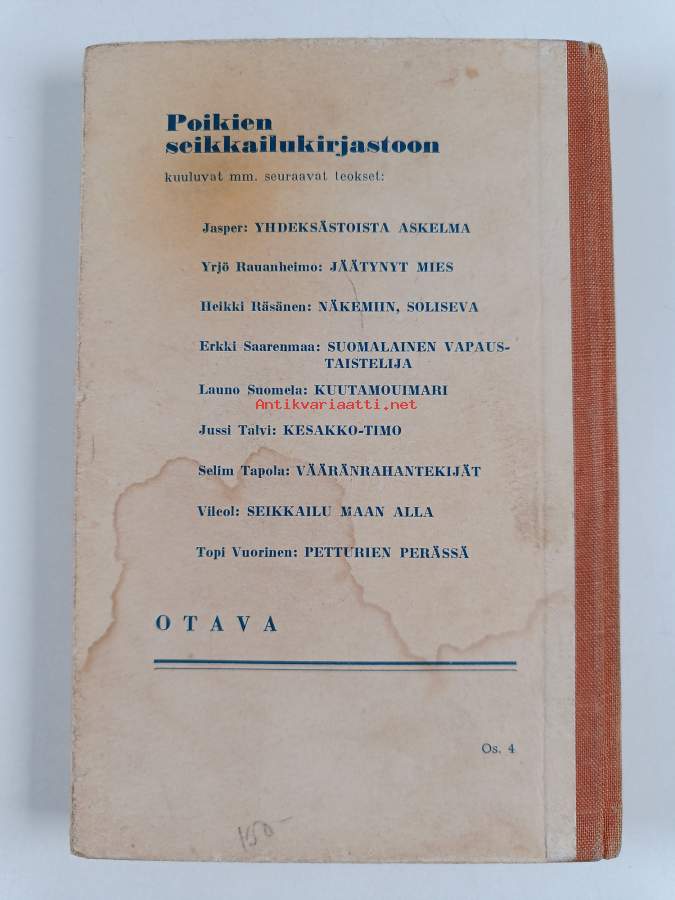 Poikien
seikkailukirjastoon
kuuluvat mm. seuraavat teokset:
Jasper: YHDEKSÄSTOISTA ASKELMA
Yrjö Rauanheimo: JÄÄTYNYT MIES
Heikki Räsänen: NÄKEMIIN, SOLISEVA
Erkki Saarenmaa: SUOMALAINEN VAPAUS-
TAISTELIJA
Launo Suomela: KUUTAMOUIMARI
Antikvariaatti.net
Jussi Talvi: KESAKKO-TIMO
Selim Tapola: VÄÄRÄNRAHANTEKIJÄT
Vilcol: SEIKKAILU MAAN ALLA
Topi Vuorinen: PETTURIEN PERÄSSÄ
OTAVA
Os. 4
150-